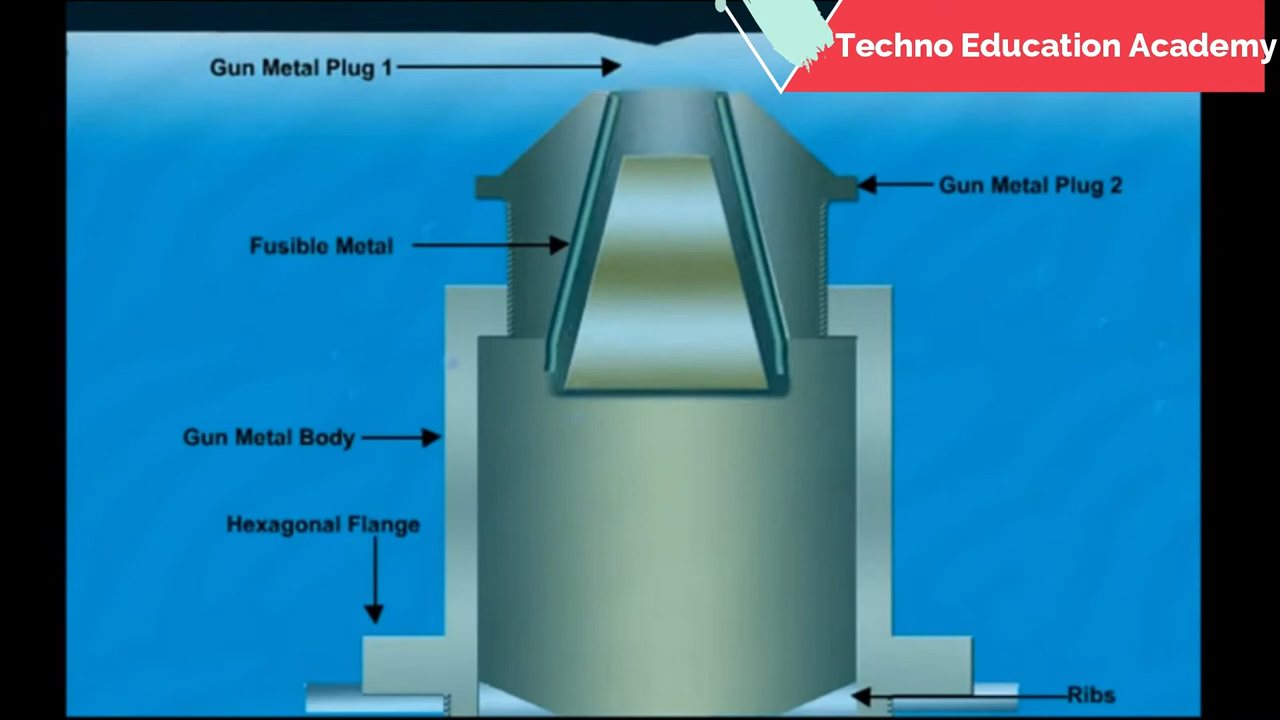 Techno Education Academy
Gun Metal Plug 1
Gun Metal Plug 2
Fusible Metal
Gun Metal Body
Hexagonal Flange
Ribs